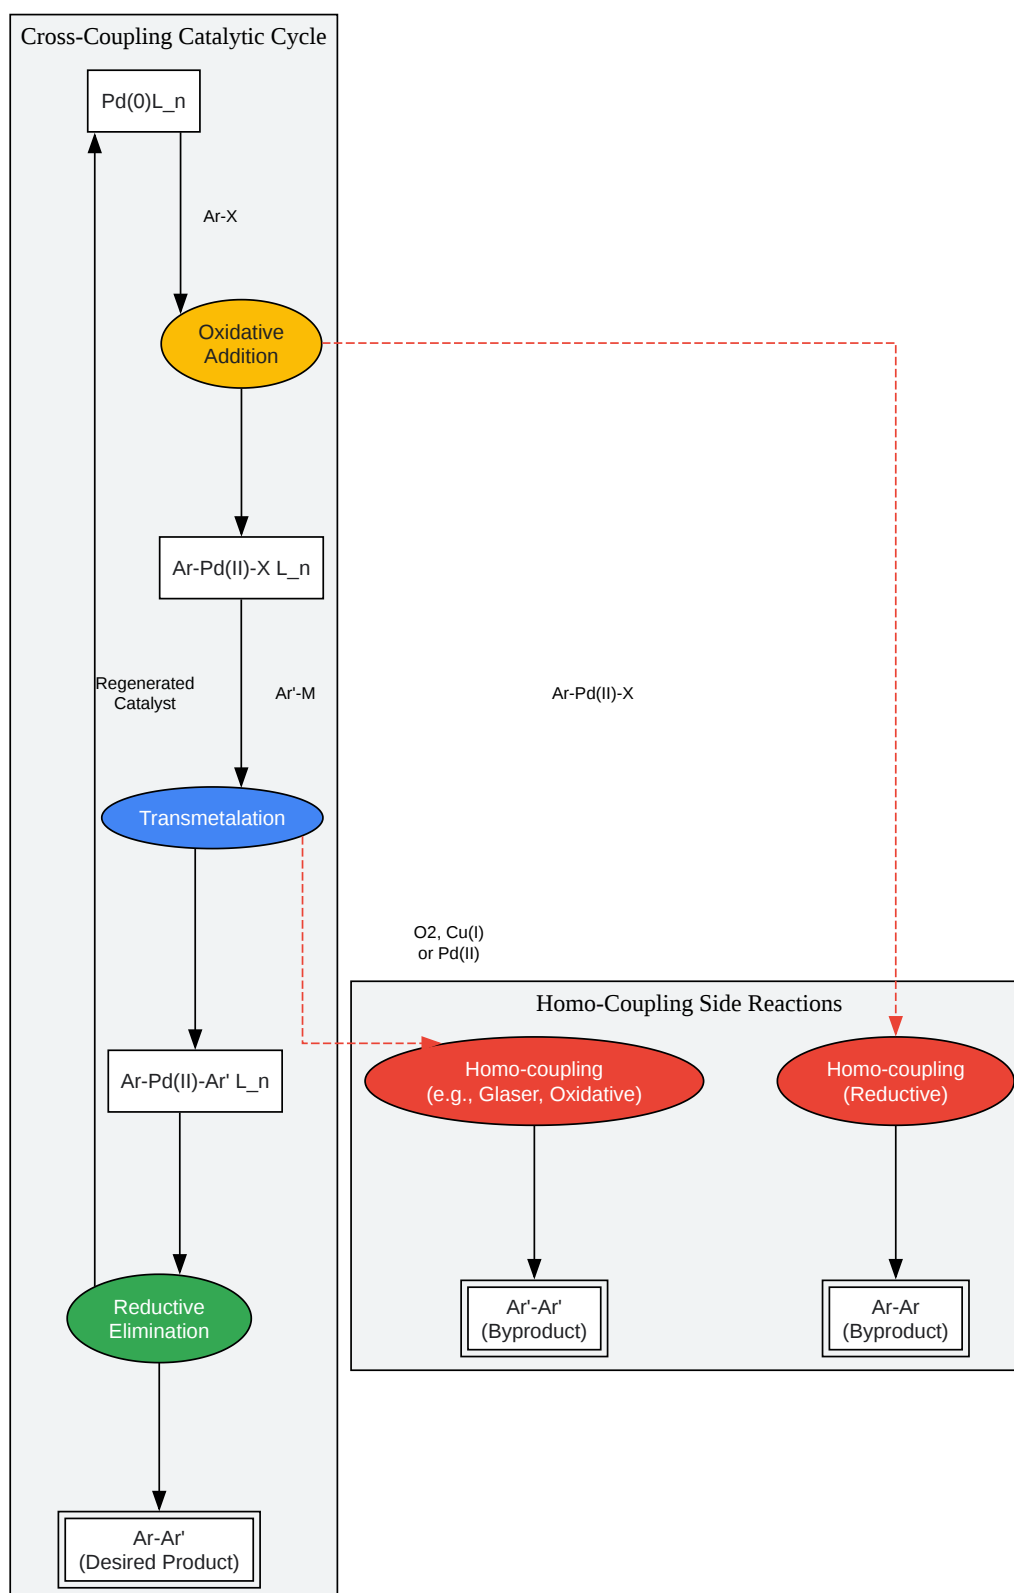 Cross-Coupling Catalytic Cycle
Pd(0)L_n
Ar-X
Oxidative
Addition
Ar-Pd(II)-X L_n
Regenerated
Catalyst
Ar'-M
Ar-Pd(II)-X
Transmetalation
O2, Cu(I)
or Pd(II)
Homo-Coupling Side Reactions
Homo-coupling
(e.g., Glaser, Oxidative)
Homo-coupling
(Reductive)
Ar-Pd(II)-Ar' L_n
Reductive
Elimination
Ar'-Ar'
(Byproduct)
Ar-Ar
(Byproduct)
Ar-Ar'
(Desired Product)